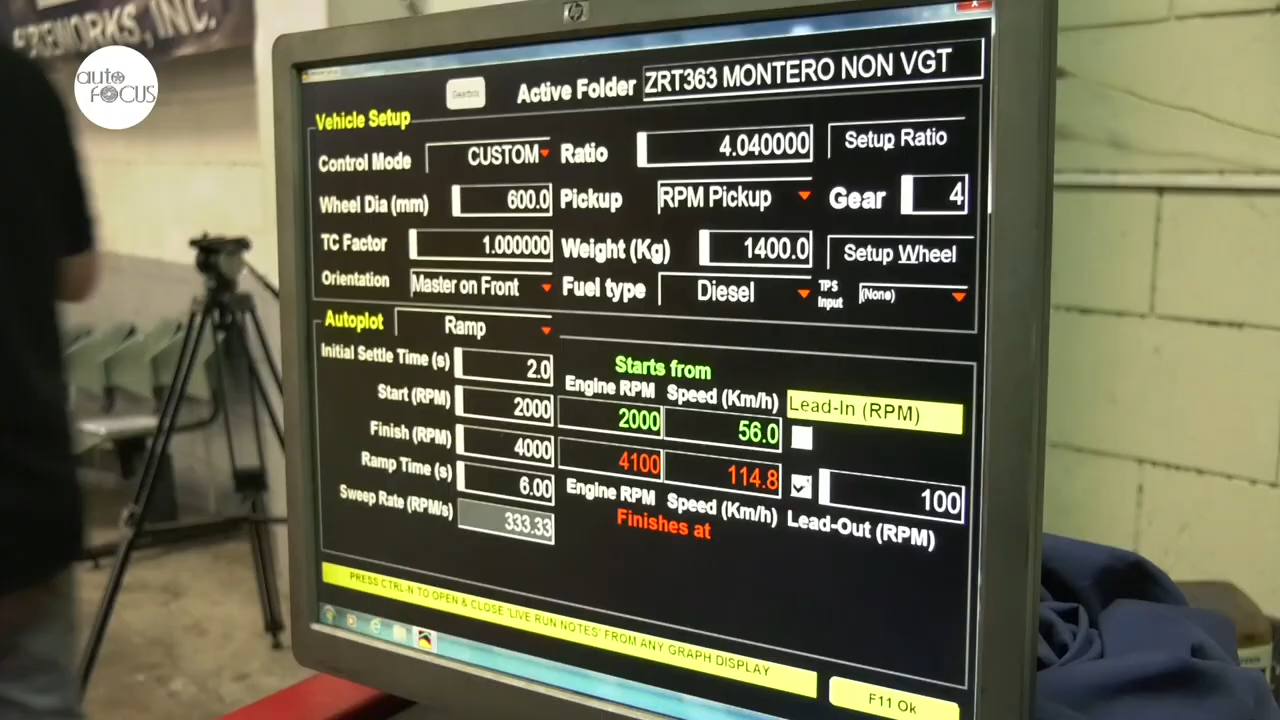 REWORKS, INC.
auto
FOCUS
hp
Active Folder ZRT363 MONTERO NON VGT
Vehicle Setup
Control Mode CUSTOM Ratio 4.040000 Setup Ratio
Wheel Dia (mm) 600.0 Pickup RPM Pickup Gear 4
TC Factor 1.000000 Weight (Kg) 1400.0 Setup Wheel
Orientation Master on Front Fuel type Diesel TPS Input (None)
Autoplot Ramp
Initial Settle Time (s) 2.0 Starts from
Engine RPM Speed (Km/h) Lead-In (RPM)
Start (RPM) 2000 2000 56.0
Finish (RPM) 4000 4100 114.8 100
Ramp Time (s) 6.00 Engine RPM Speed (Km/h) Lead-Out (RPM)
Sweep Rate (RPM/s) 333.33 Finishes at
PRESS CTRL-N TO OPEN & CLOSE 'LIVE RUN NOTES' FROM ANY GRAPH DISPLAY
F11 Ok